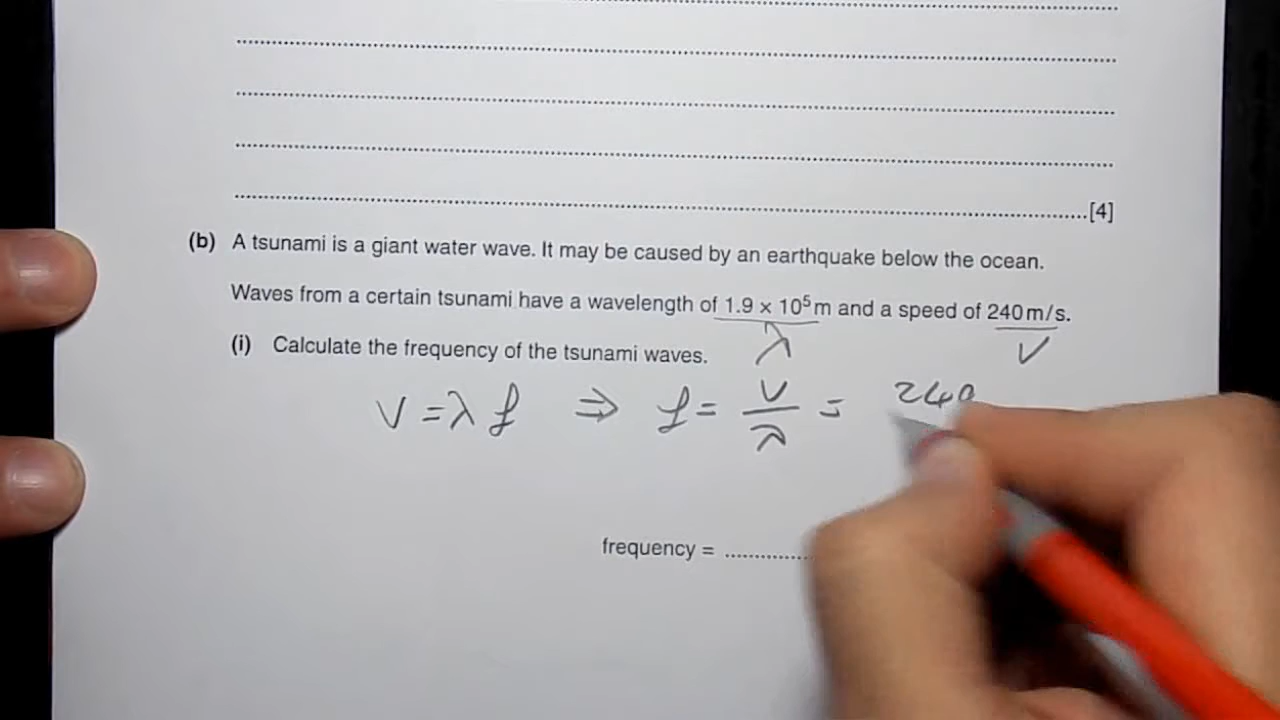 [4]
(b) A tsunami is a giant water wave. It may be caused by an earthquake below the ocean.
Waves from a certain tsunami have a wavelength of 1.9 × 10⁵ m and a speed of 240 m/s.
λ V
(i) Calculate the frequency of the tsunami waves.
V = λ f ⇒ f = V/λ = 240
frequency = ..............